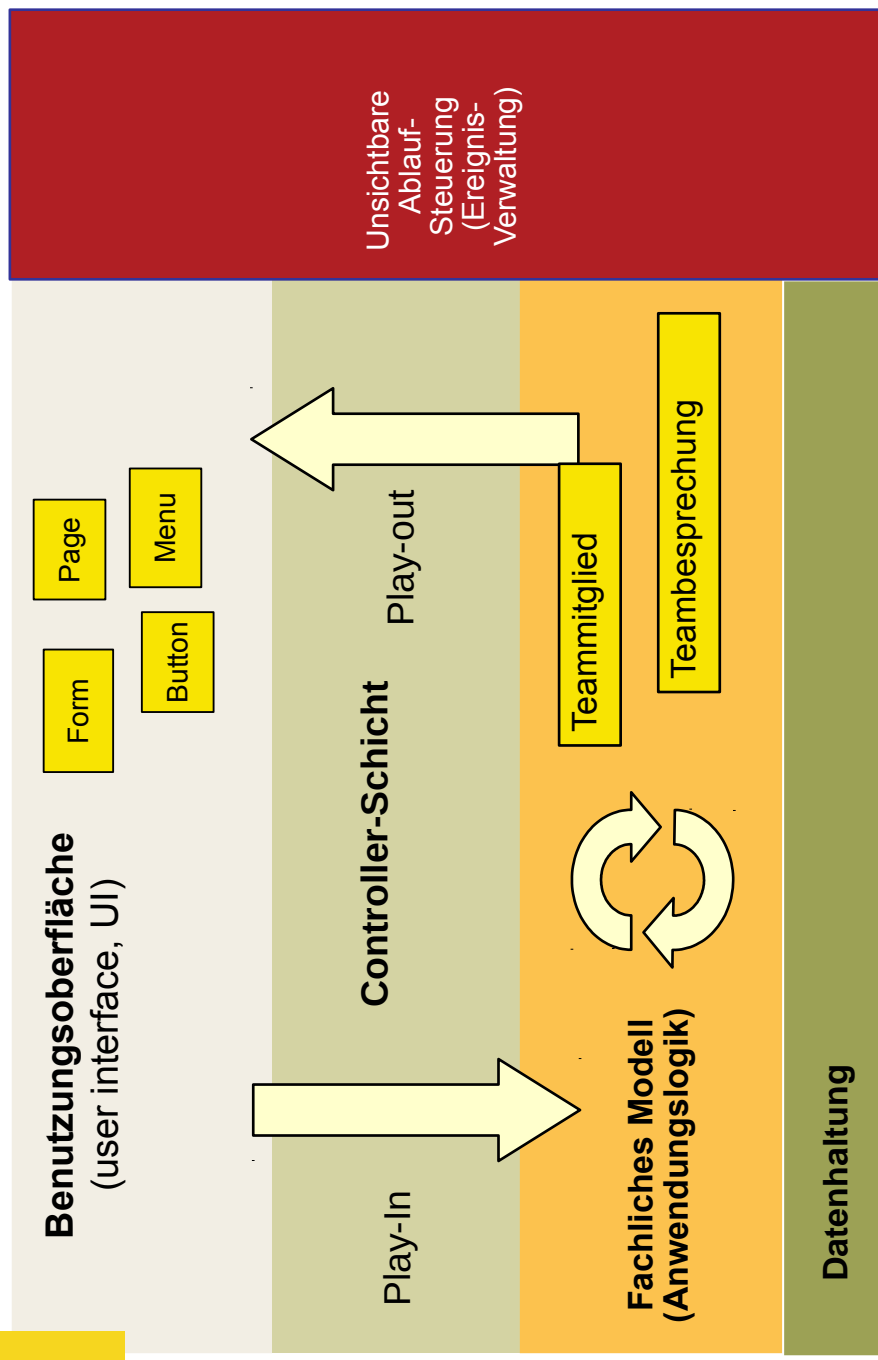 Benutzungsoberfläche
(user interface, UI)
Form
Page
Button
Menu
Play-In
Controller-Schicht
Play-out
Fachliches Modell
(Anwendungslogik)
Teammitglied
Teambesprechung
Datenhaltung
Unsichtbare
Ablauf-
Steuerung
(Ereignis-
Verwaltung)